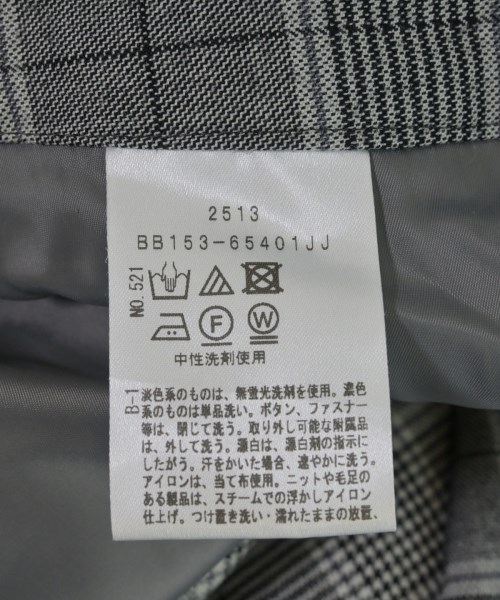 2513
BB153-65401JJ
NO.521
F W
中性洗剤使用
B-1
淡色系のものは、無蛍光洗剤を使用。濃色
系のものは単品洗い。ボタン、ファスナー
等は、閉じて洗う。取り外し可能な附属品
は、外して洗う。漂白は、漂白剤の指示に
したがう。汗をかいた場合、速やかに洗う。
アイロンは、当て布使用。ニットや毛足の
ある製品は、スチームでの浮かしアイロン
仕上げ。つけ置き洗い・濡れたままの放置、